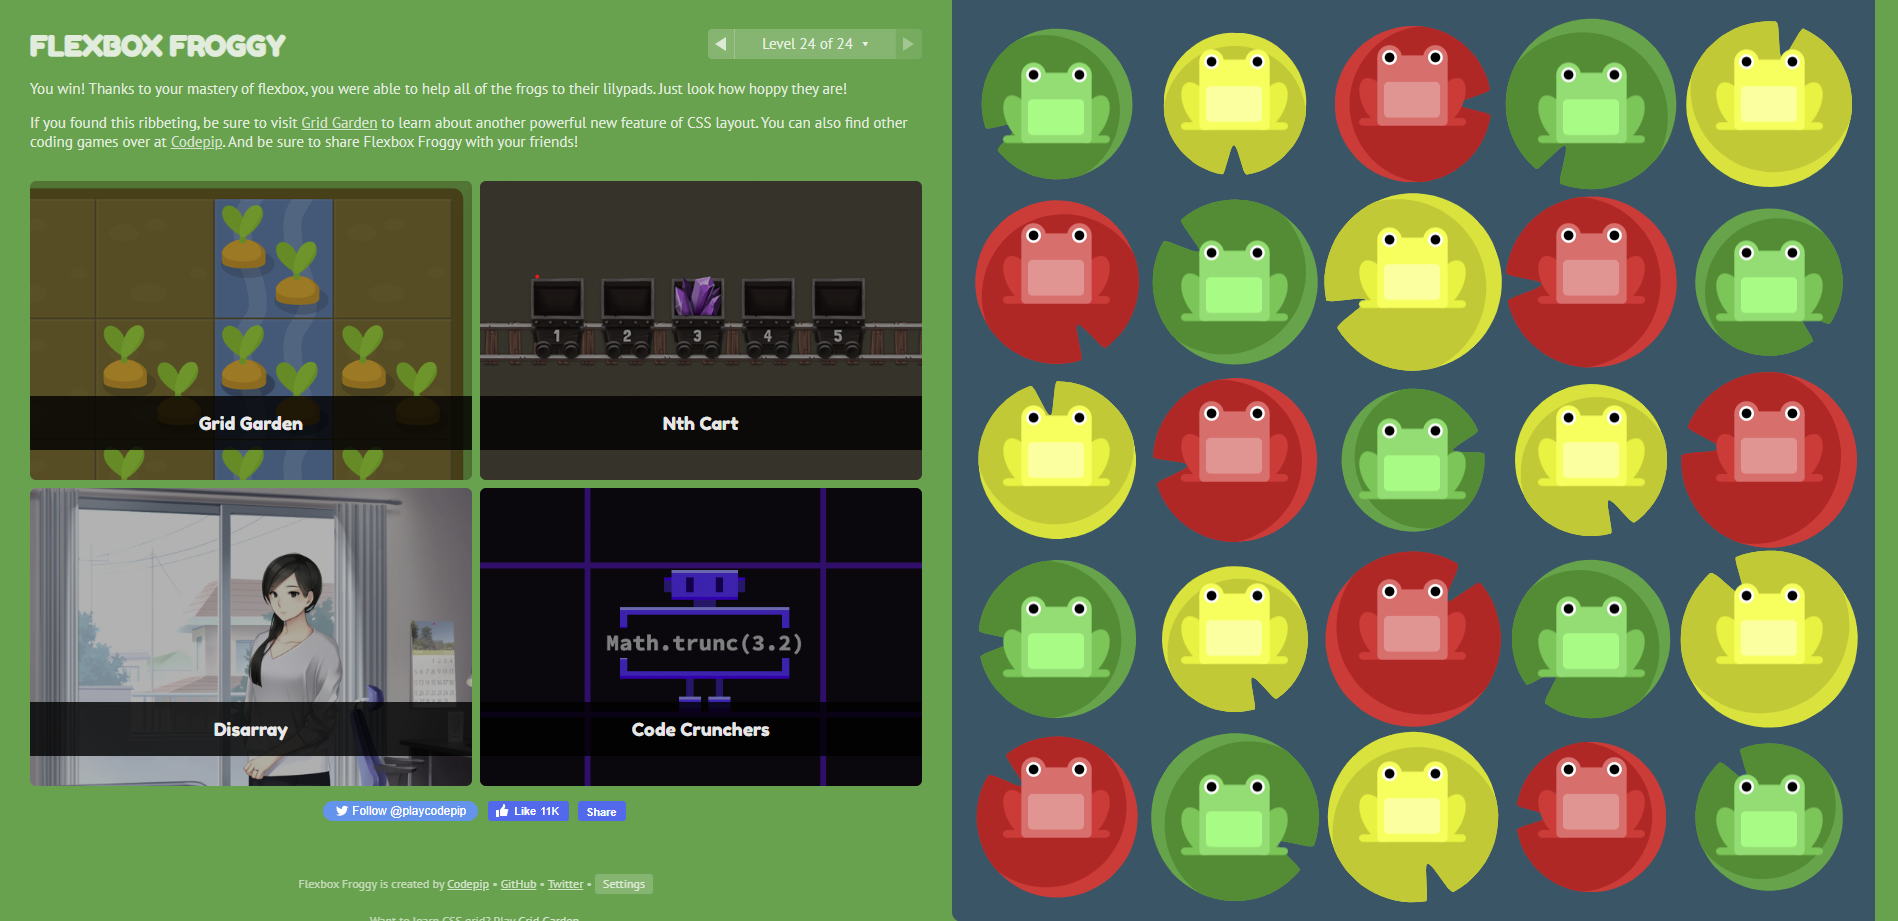 FLEXBOX FROGGY
Level 24 of 24
You win! Thanks to your mastery of flexbox, you were able to help all of the frogs to their lilypads. Just look how hoppy they are!
If you found this ribbeting, be sure to visit Grid Garden to learn about another powerful new feature of CSS layout. You can also find other
coding games over at Codepip. And be sure to share Flexbox Froggy with your friends!
1 2 3 4 5
Grid Garden
Nth Cart
Math.trunc(3.2)
Disarray
Code Crunchers
Follow @playcodepip
Like 11K
Share
Flexbox Froggy is created by Codepip • GitHub • Twitter • Settings
Want to learn CSS grid? Play Grid Garden